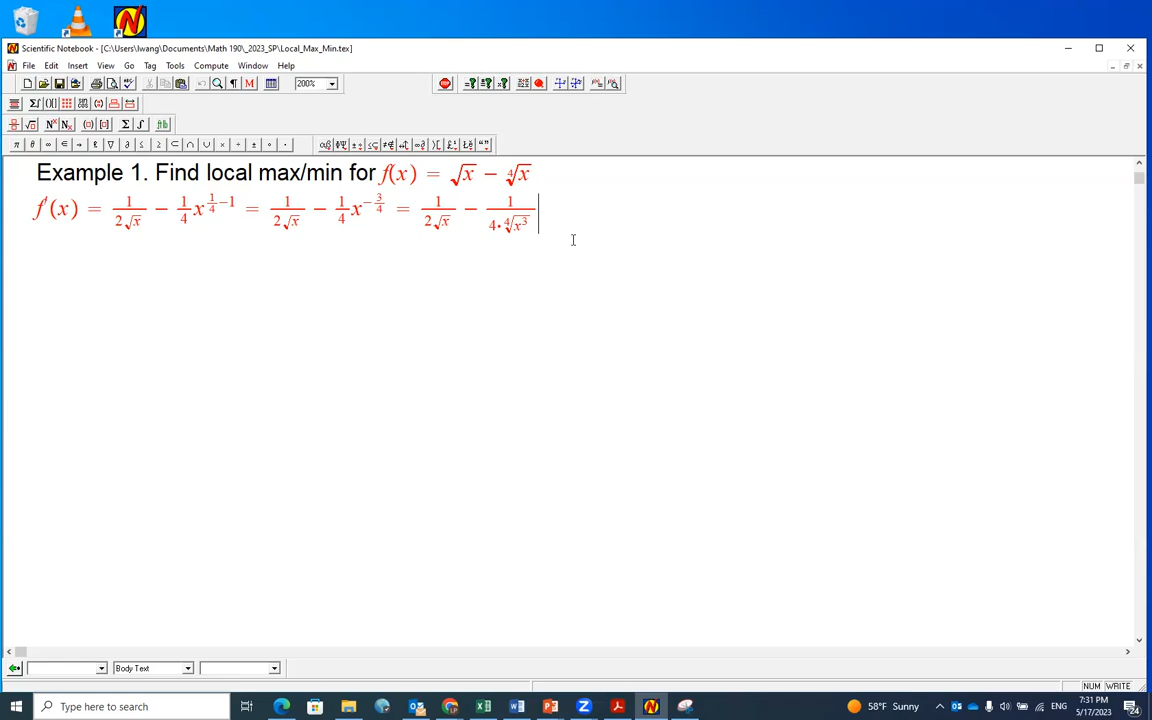 Scientific Notebook - [C:\Users\lwang\Documents\Math 190\_2023_SP\Local_Max_Min.tex]
File Edit Insert View Go Tag Tools Compute Window Help
200%
Example 1. Find local max/min for f(x) = √x − ∜x
f′(x) = 1/(2√x) − 1/4 x^(1/4 −1) = 1/(2√x) − 1/4 x^(−3/4) = 1/(2√x) − 1/(4•∜x³)
Body Text
NUM WRITE
Type here to search
58°F Sunny
ENG
7:31 PM
5/17/2023
24